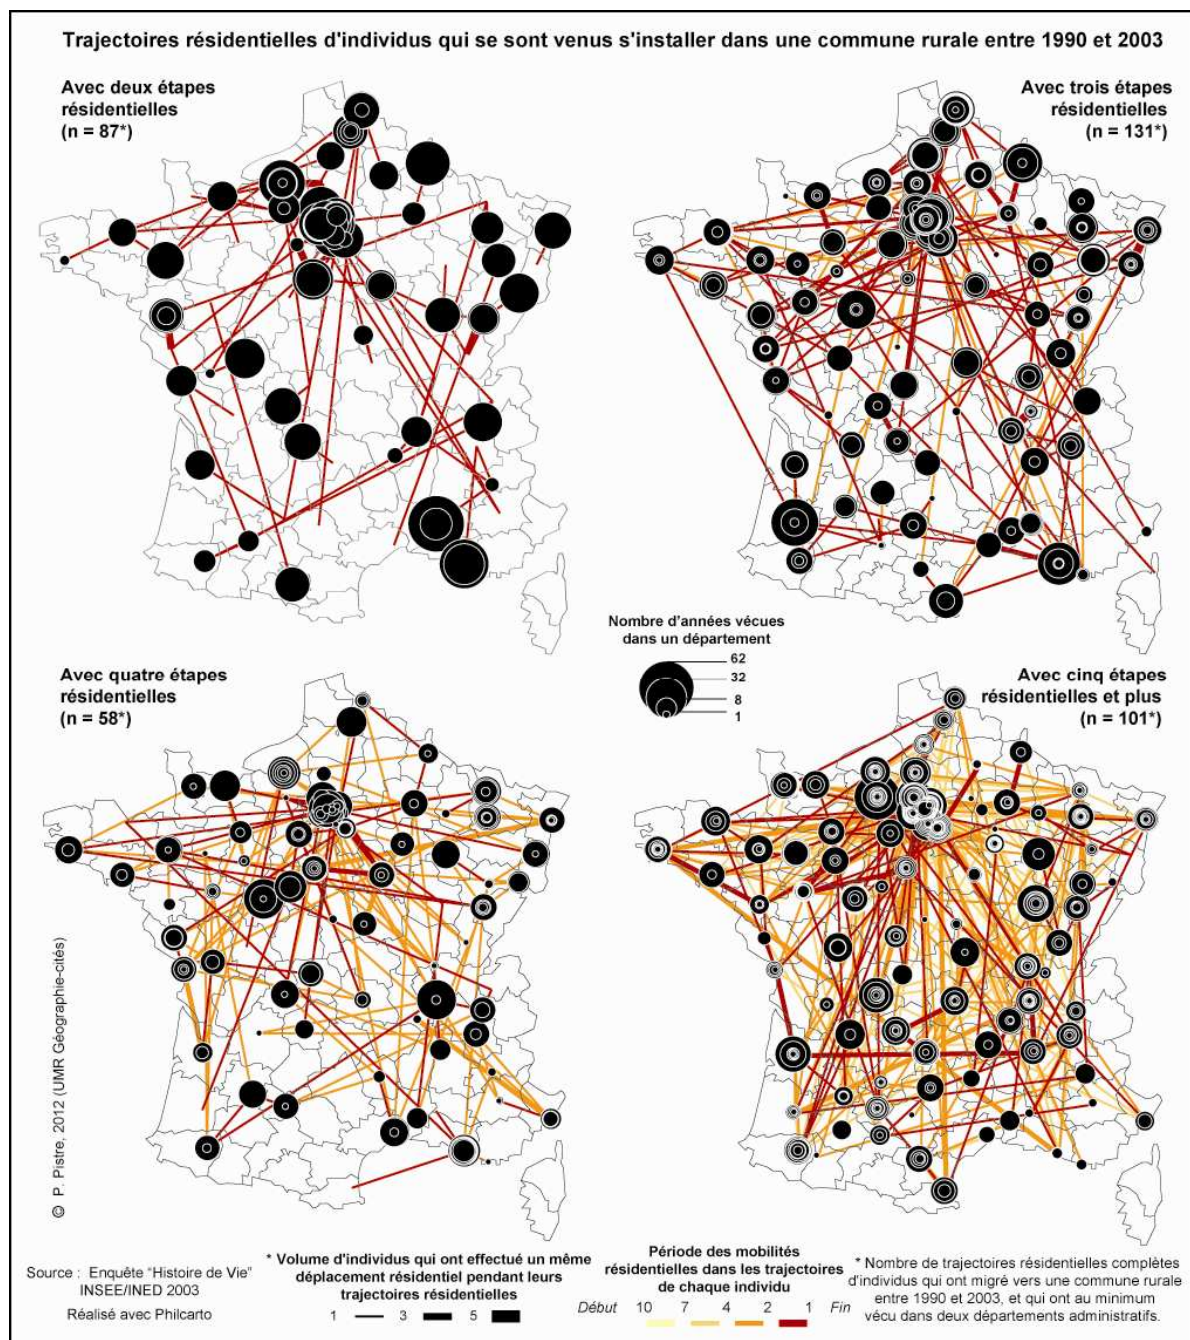 Trajectoires résidentielles d'individus qui se sont venus s'installer dans une commune rurale entre 1990 et 2003
Avec deux étapes
résidentielles
(n = 87*)
Avec trois étapes
résidentielles
(n = 131*)
Nombre d'années vécues
dans un département
62
32
8
1
Avec quatre étapes
résidentielles
(n = 58*)
Avec cinq étapes
résidentielles et plus
(n = 101*)
© P. Pistre, 2012 (UMR Géographie-cités)
Source : Enquête "Histoire de Vie"
INSEE/INED 2003
Réalisé avec Philcarto
* Volume d'individus qui ont effectué un même
déplacement résidentiel pendant leurs
trajectoires résidentielles
1 3 5
Période des mobilités
résidentielles dans les trajectoires
de chaque individu
Début 10 7 4 2 1 Fin
* Nombre de trajectoires résidentielles complètes
d'individus qui ont migré vers une commune rurale
entre 1990 et 2003, et qui ont au minimum
vécu dans deux départements administratifs.